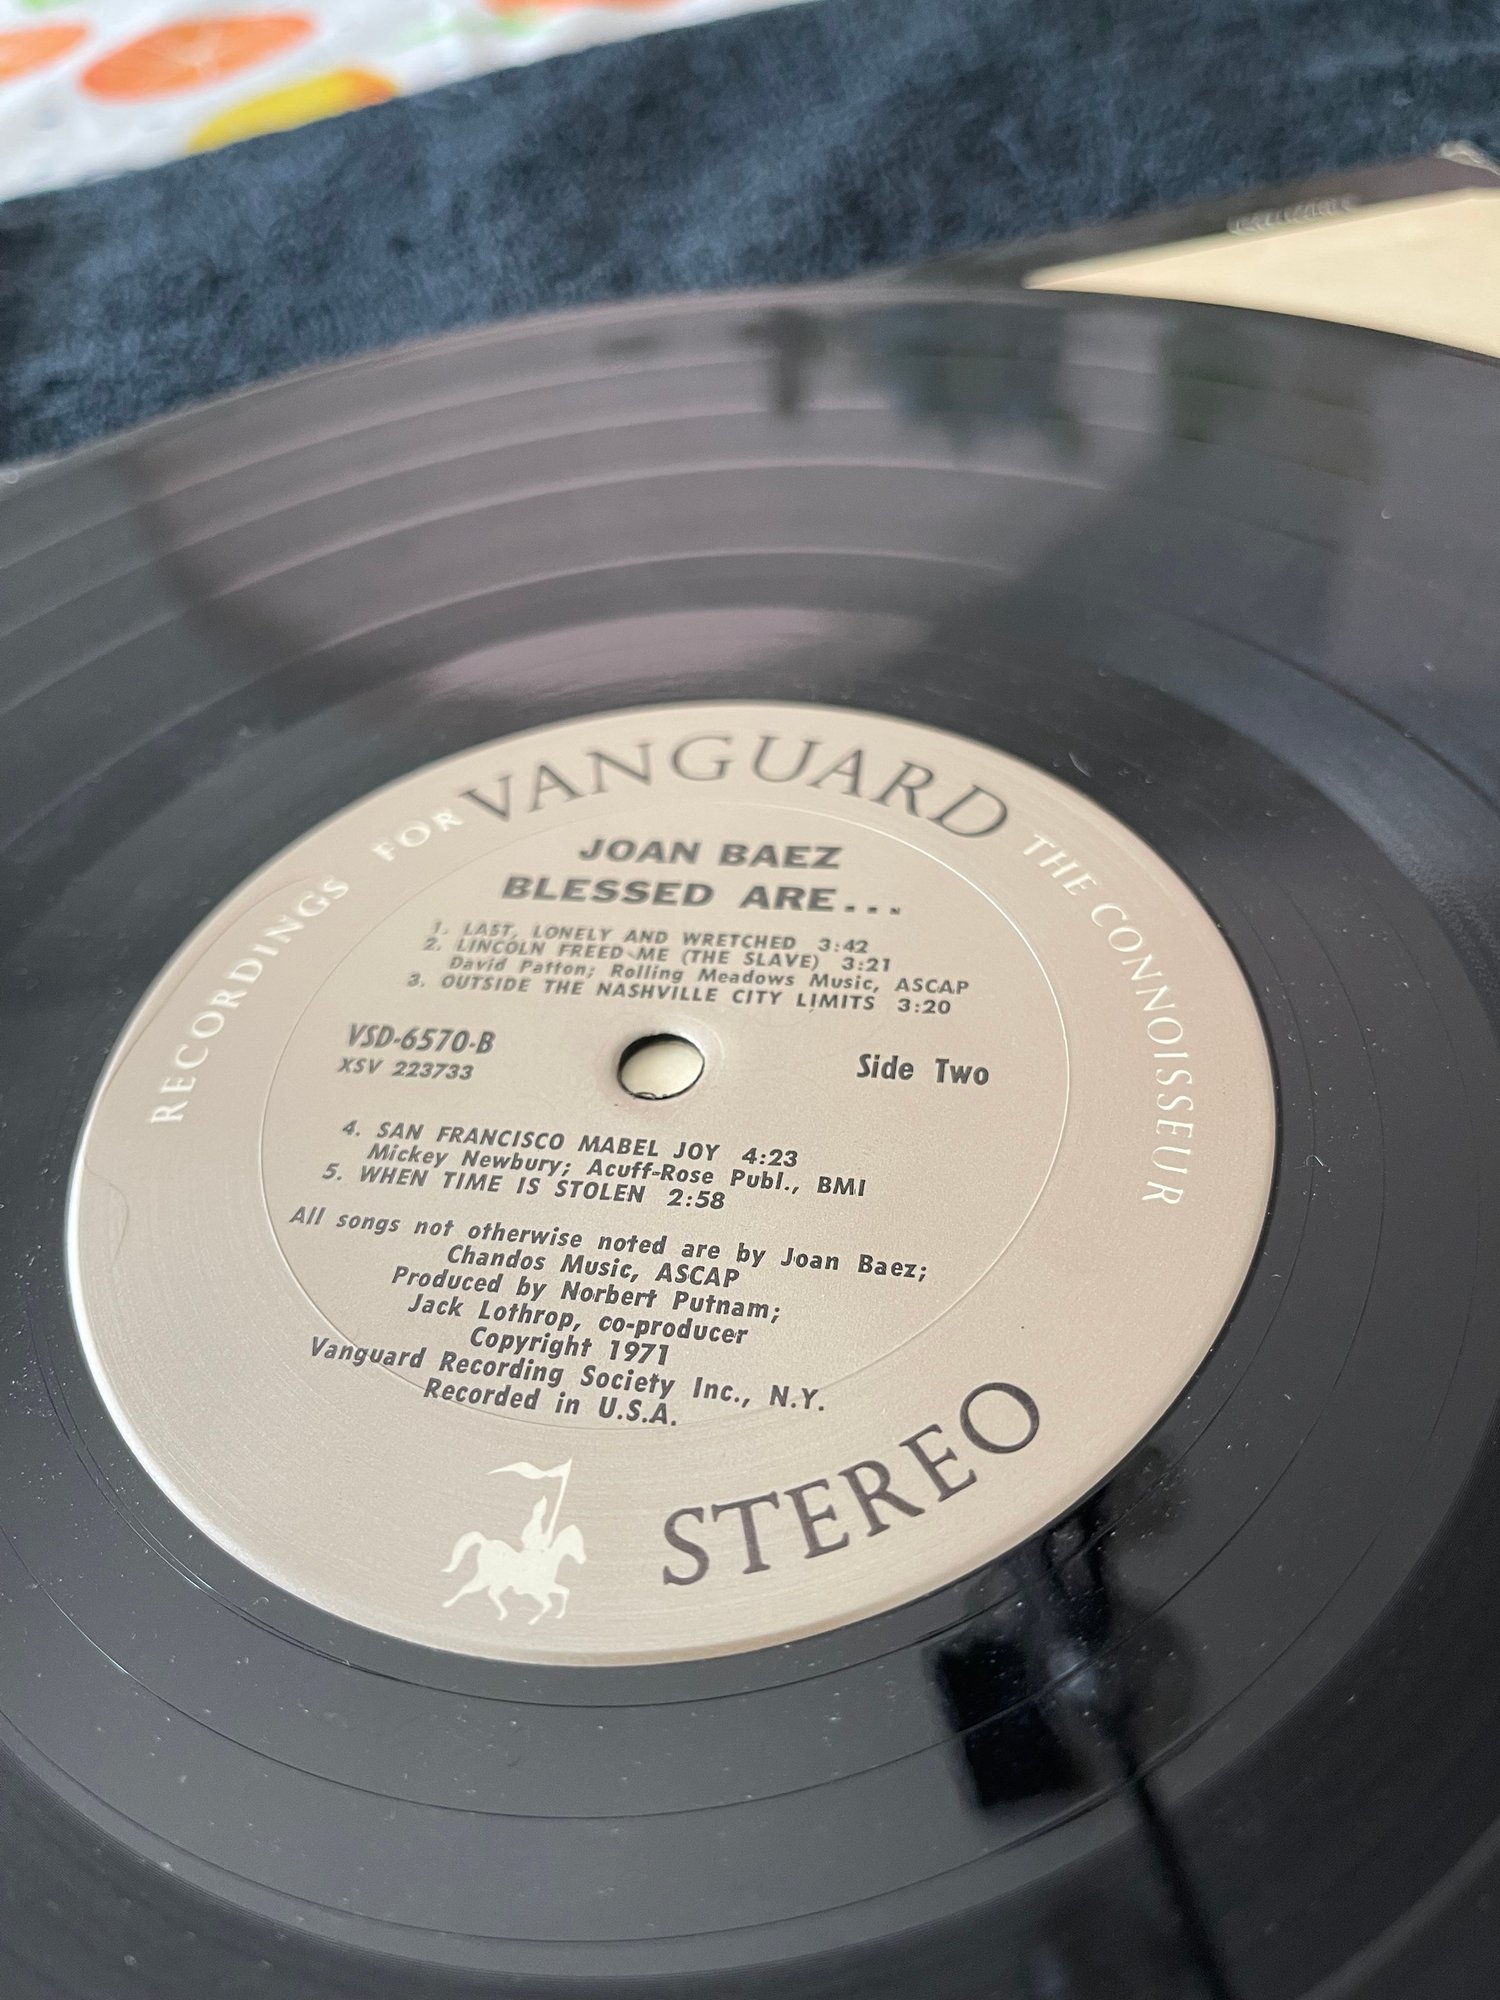 RECORDINGS FOR VANGUARD THE CONNOISSEUR
JOAN BAEZ
BLESSED ARE...
1. LAST, LONELY AND WRETCHED 3:42
2. LINCOLN FREED ME (THE SLAVE) 3:21
David Patton; Rolling Meadows Music, ASCAP
3. OUTSIDE THE NASHVILLE CITY LIMITS 3:20
VSD-6570-B
XSV 223733
Side Two
4. SAN FRANCISCO MABEL JOY 4:23
Mickey Newbury; Acuff-Rose Publ., BMI
5. WHEN TIME IS STOLEN 2:58
All songs not otherwise noted are by Joan Baez;
Chandos Music, ASCAP
Produced by Norbert Putnam;
Jack Lothrop, co-producer
Copyright 1971
Vanguard Recording Society Inc., N.Y.
Recorded in U.S.A.
STEREO